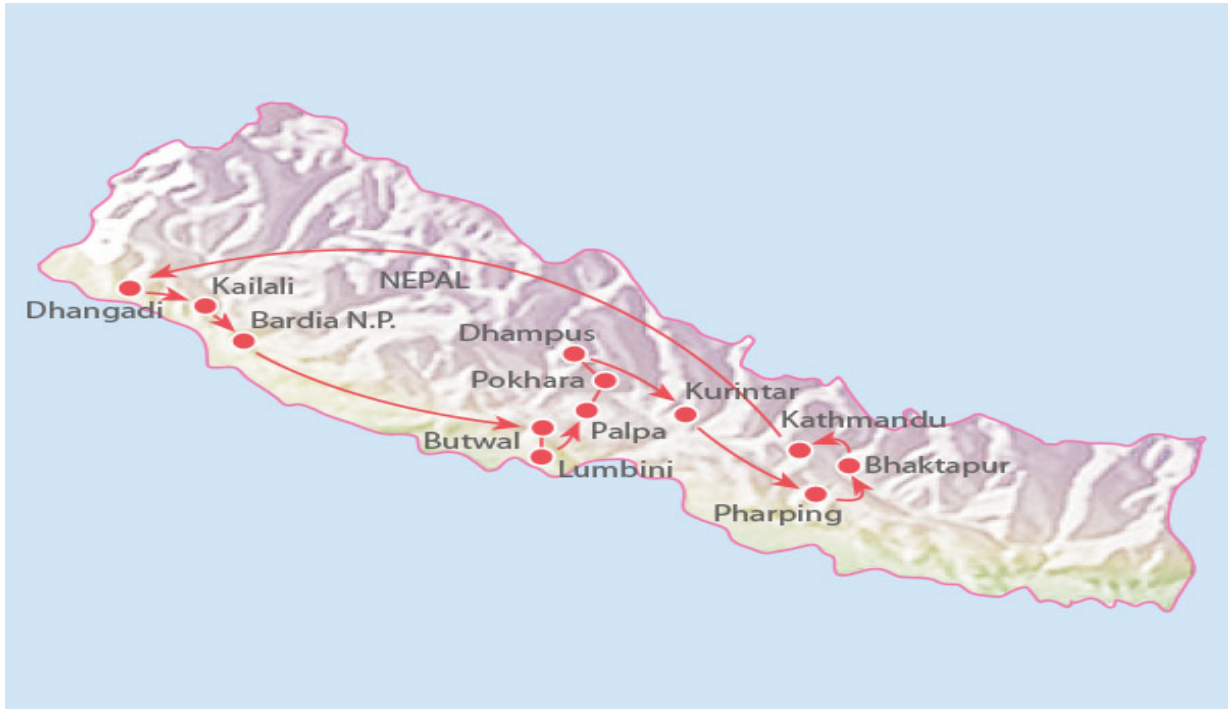 NEPAL
Kailali
Dhangadi
Bardia N.P.
Dhampus
Pokhara
Kurintar
Palpa
Kathmandu
Butwal
Lumbini
Bhaktapur
Pharping